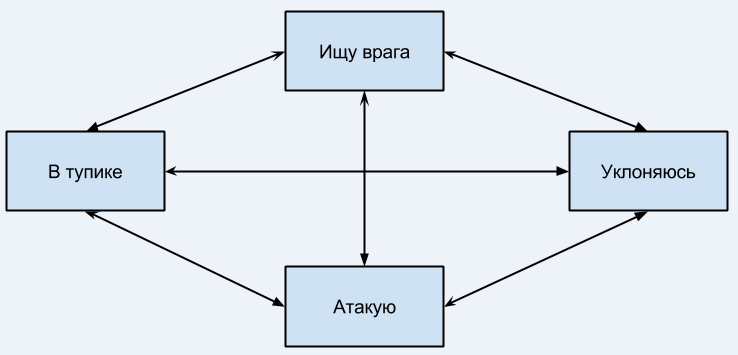 Ищу врага
В тупике
Уклоняюсь
Атакую